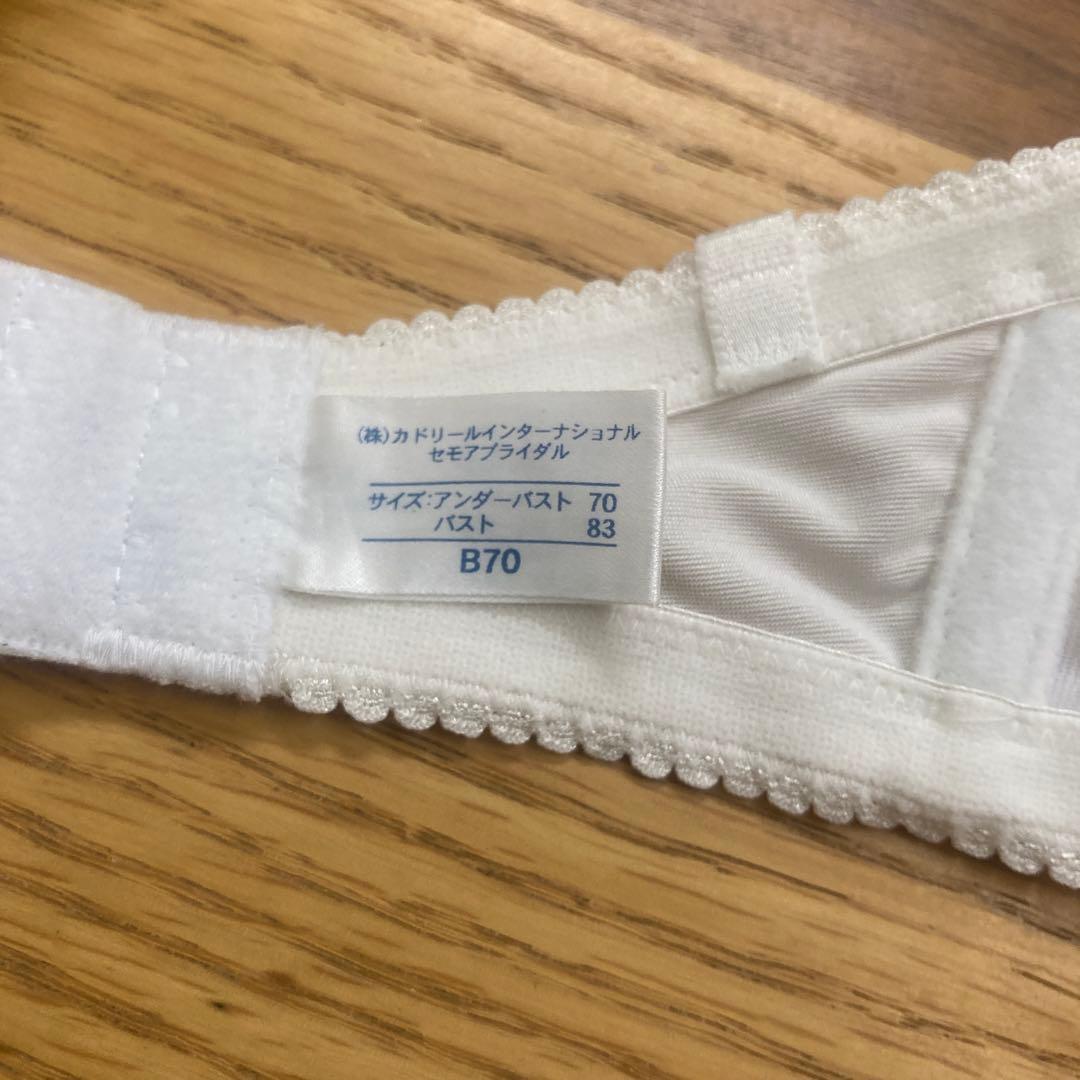 (株)カドリールインターナショナル
セモアブライダル
サイズ:アンダーバスト 70
バスト 83
B70